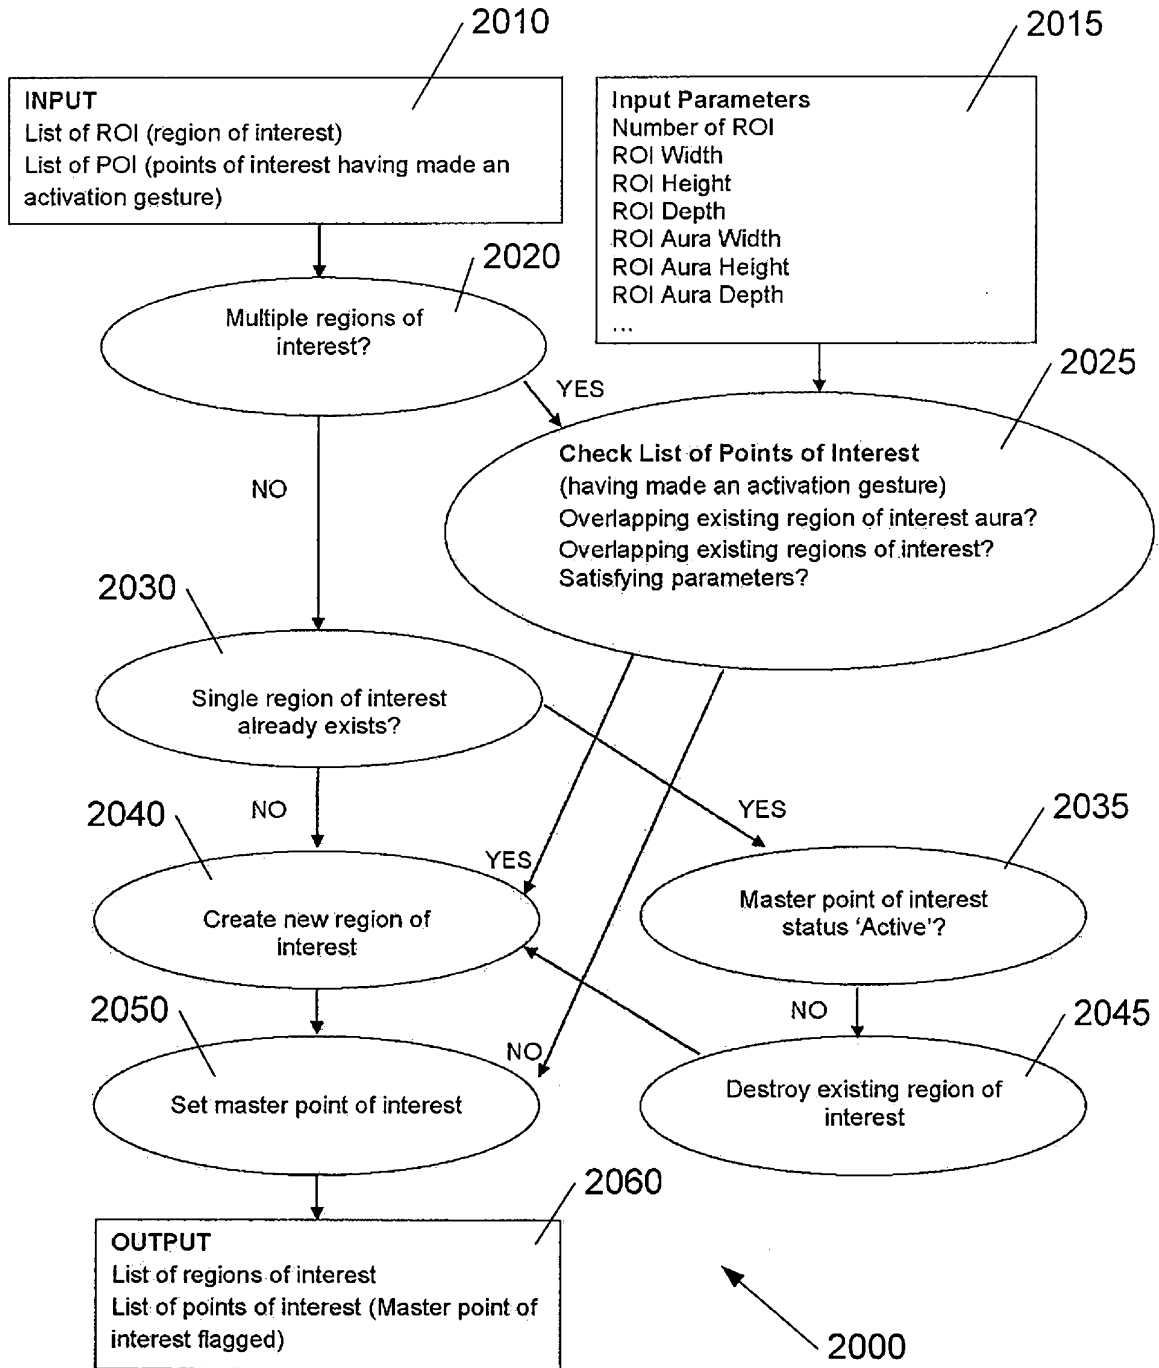 2010
2015
INPUT
List of ROI (region of interest)
List of POI (points of interest having made an
activation gesture)
Input Parameters
Number of ROI
ROI Width
ROI Height
ROI Depth
ROI Aura Width
ROI Aura Height
ROI Aura Depth
...
2020
Multiple regions of
interest?
YES
2025
Check List of Points of Interest
(having made an activation gesture)
Overlapping existing region of interest aura?
Overlapping existing regions of interest?
Satisfying parameters?
NO
2030
Single region of interest
already exists?
NO
YES
2040
2035
YES
Create new region of
interest
Master point of interest
status ‘Active’?
2050
NO
2045
NO
Set master point of interest
Destroy existing region of
interest
2060
OUTPUT
List of regions of interest
List of points of interest (Master point of
interest flagged)
2000